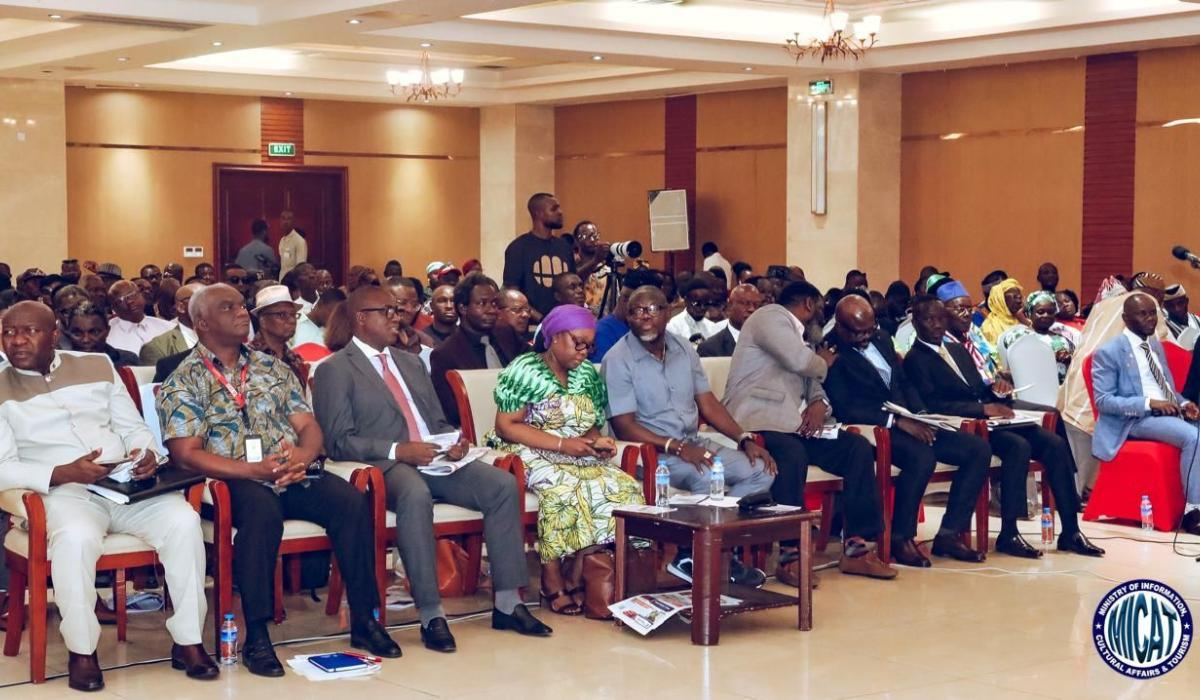 EXIT
MINISTRY OF INFORMATION,
MICAT
CULTURAL AFFAIRS & TOURISM